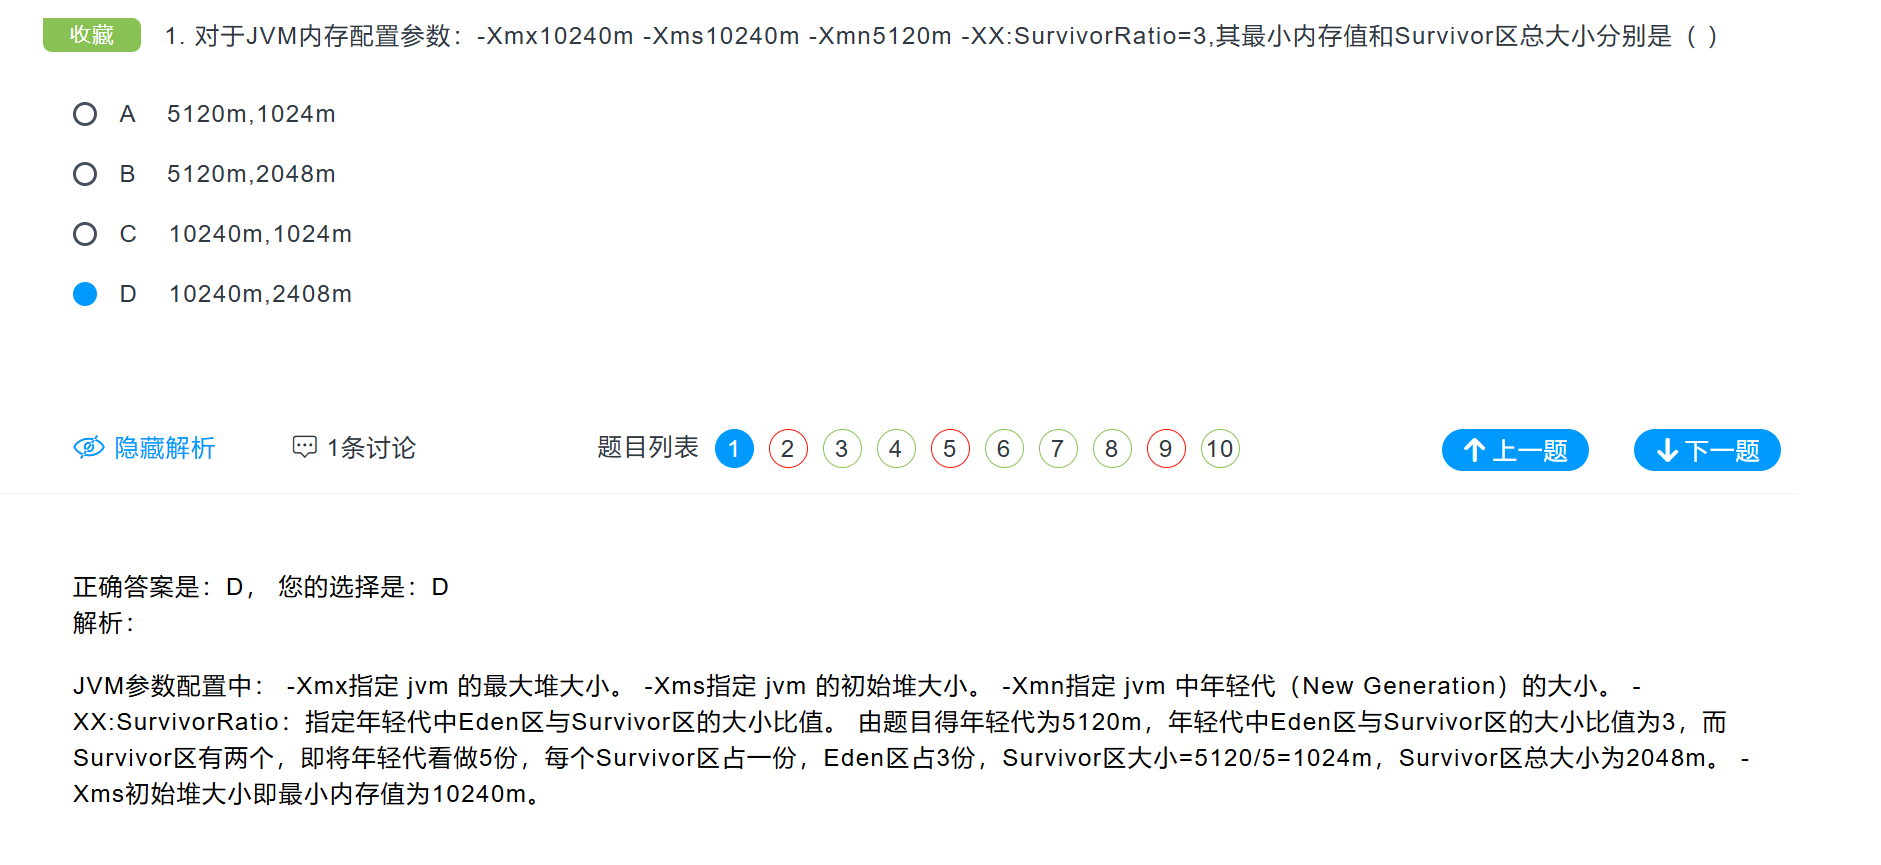 收藏 1. 对于JVM内存配置参数：-Xmx10240m -Xms10240m -Xmn5120m -XX:SurvivorRatio=3,其最小内存值和Survivor区总大小分别是（ ）
A 5120m,1024m
B 5120m,2048m
C 10240m,1024m
D 10240m,2408m
隐藏解析 1条讨论 题目列表 1 2 3 4 5 6 7 8 9 10 上一题 下一题
正确答案是：D， 您的选择是：D
解析：
JVM参数配置中： -Xmx指定 jvm 的最大堆大小。 -Xms指定 jvm 的初始堆大小。 -Xmn指定 jvm 中年轻代（New Generation）的大小。 -
XX:SurvivorRatio：指定年轻代中Eden区与Survivor区的大小比值。 由题目得年轻代为5120m，年轻代中Eden区与Survivor区的大小比值为3，而
Survivor区有两个，即将年轻代看做5份，每个Survivor区占一份，Eden区占3份，Survivor区大小=5120/5=1024m，Survivor区总大小为2048m。 -
Xms初始堆大小即最小内存值为10240m。